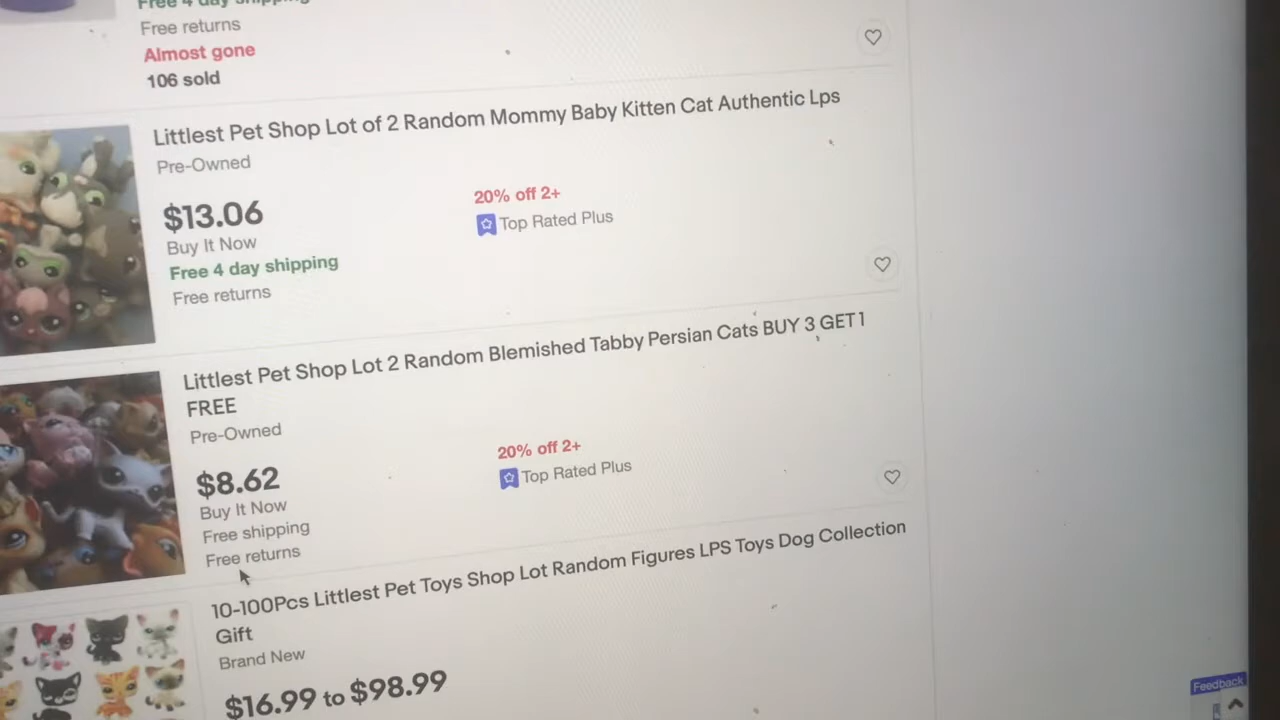 Free 4 day shipping
Free returns
Almost gone
106 sold
Littlest Pet Shop Lot of 2 Random Mommy Baby Kitten Cat Authentic Lps
Pre-Owned
$13.06
20% off 2+
Buy It Now
Top Rated Plus
Free 4 day shipping
Free returns
Littlest Pet Shop Lot 2 Random Blemished Tabby Persian Cats BUY 3 GET 1
FREE
Pre-Owned
$8.62
20% off 2+
Buy It Now
Top Rated Plus
Free shipping
Free returns
10-100Pcs Littlest Pet Toys Shop Lot Random Figures LPS Toys Dog Collection
Gift
Brand New
$16.99 to $98.99
Feedback